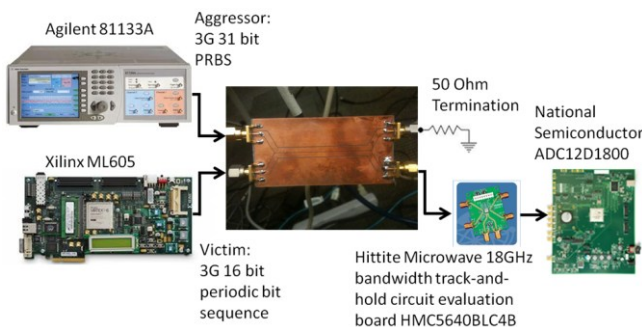 Agilent 81133A
Aggressor:
3G 31 bit
PRBS
50 Ohm
Termination
National
Semiconductor
ADC12D1800
Xilinx ML605
Victim:
3G 16 bit
periodic bit
sequence
Hittite Microwave 18GHz
bandwidth track-and-
hold circuit evaluation
board HMC5640BLC4B